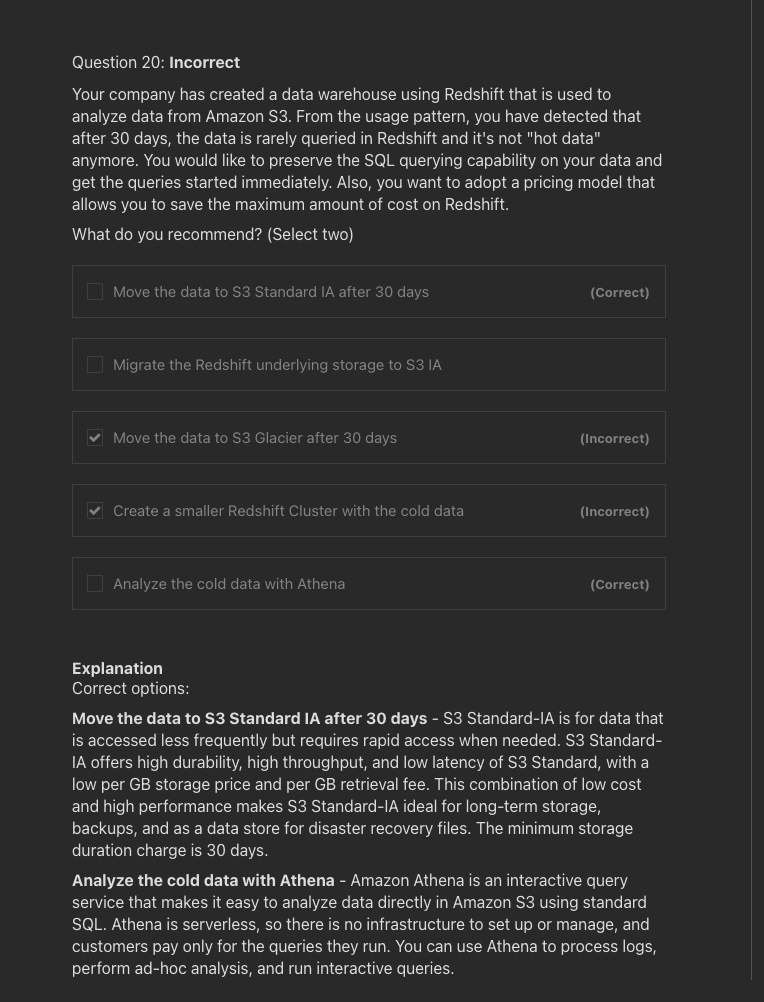 Question 20: Incorrect
Your company has created a data warehouse using Redshift that is used to
analyze data from Amazon S3. From the usage pattern, you have detected that
after 30 days, the data is rarely queried in Redshift and it's not "hot data"
anymore. You would like to preserve the SQL querying capability on your data and
get the queries started immediately. Also, you want to adopt a pricing model that
allows you to save the maximum amount of cost on Redshift.
What do you recommend? (Select two)
Move the data to S3 Standard IA after 30 days (Correct)
Migrate the Redshift underlying storage to S3 IA
Move the data to S3 Glacier after 30 days (Incorrect)
Create a smaller Redshift Cluster with the cold data (Incorrect)
Analyze the cold data with Athena (Correct)
Explanation
Correct options:
Move the data to S3 Standard IA after 30 days - S3 Standard-IA is for data that
is accessed less frequently but requires rapid access when needed. S3 Standard-
IA offers high durability, high throughput, and low latency of S3 Standard, with a
low per GB storage price and per GB retrieval fee. This combination of low cost
and high performance makes S3 Standard-IA ideal for long-term storage,
backups, and as a data store for disaster recovery files. The minimum storage
duration charge is 30 days.
Analyze the cold data with Athena - Amazon Athena is an interactive query
service that makes it easy to analyze data directly in Amazon S3 using standard
SQL. Athena is serverless, so there is no infrastructure to set up or manage, and
customers pay only for the queries they run. You can use Athena to process logs,
perform ad-hoc analysis, and run interactive queries.